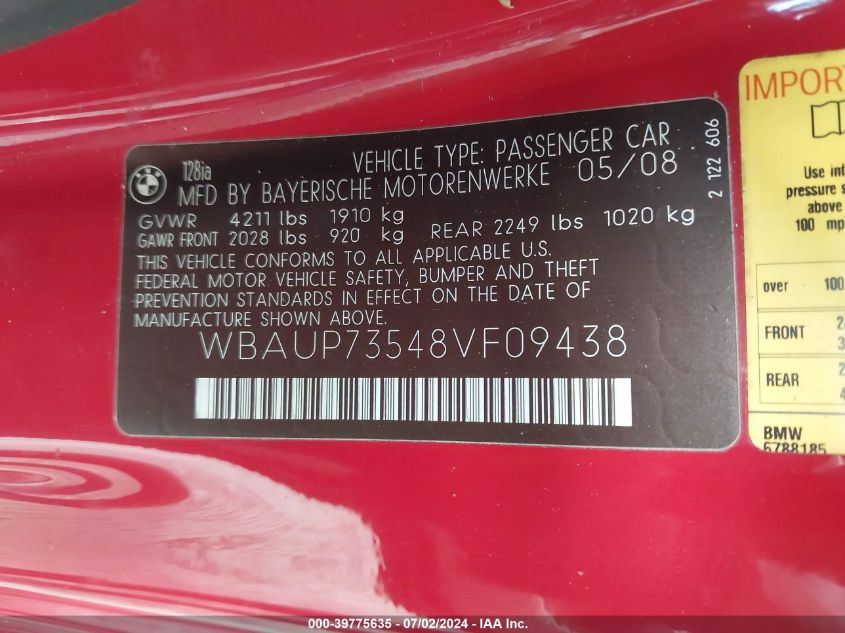 128ia
VEHICLE TYPE: PASSENGER CAR
MFD BY BAYERISCHE MOTORENWERKE 05/08
GVWR 4211 lbs 1910 kg
GAWR FRONT 2028 lbs 920 kg REAR 2249 lbs 1020 kg
THIS VEHICLE CONFORMS TO ALL APPLICABLE U.S.
FEDERAL MOTOR VEHICLE SAFETY, BUMPER AND THEFT
PREVENTION STANDARDS IN EFFECT ON THE DATE OF
MANUFACTURE SHOWN ABOVE.
WBAUP73548VF09438
2 122 606
IMPORT
Use inf
pressure s
above
100 mp
over 100
FRONT
REAR
BMW
6788185
000-39775635 - 07/02/2024 - IAA Inc.